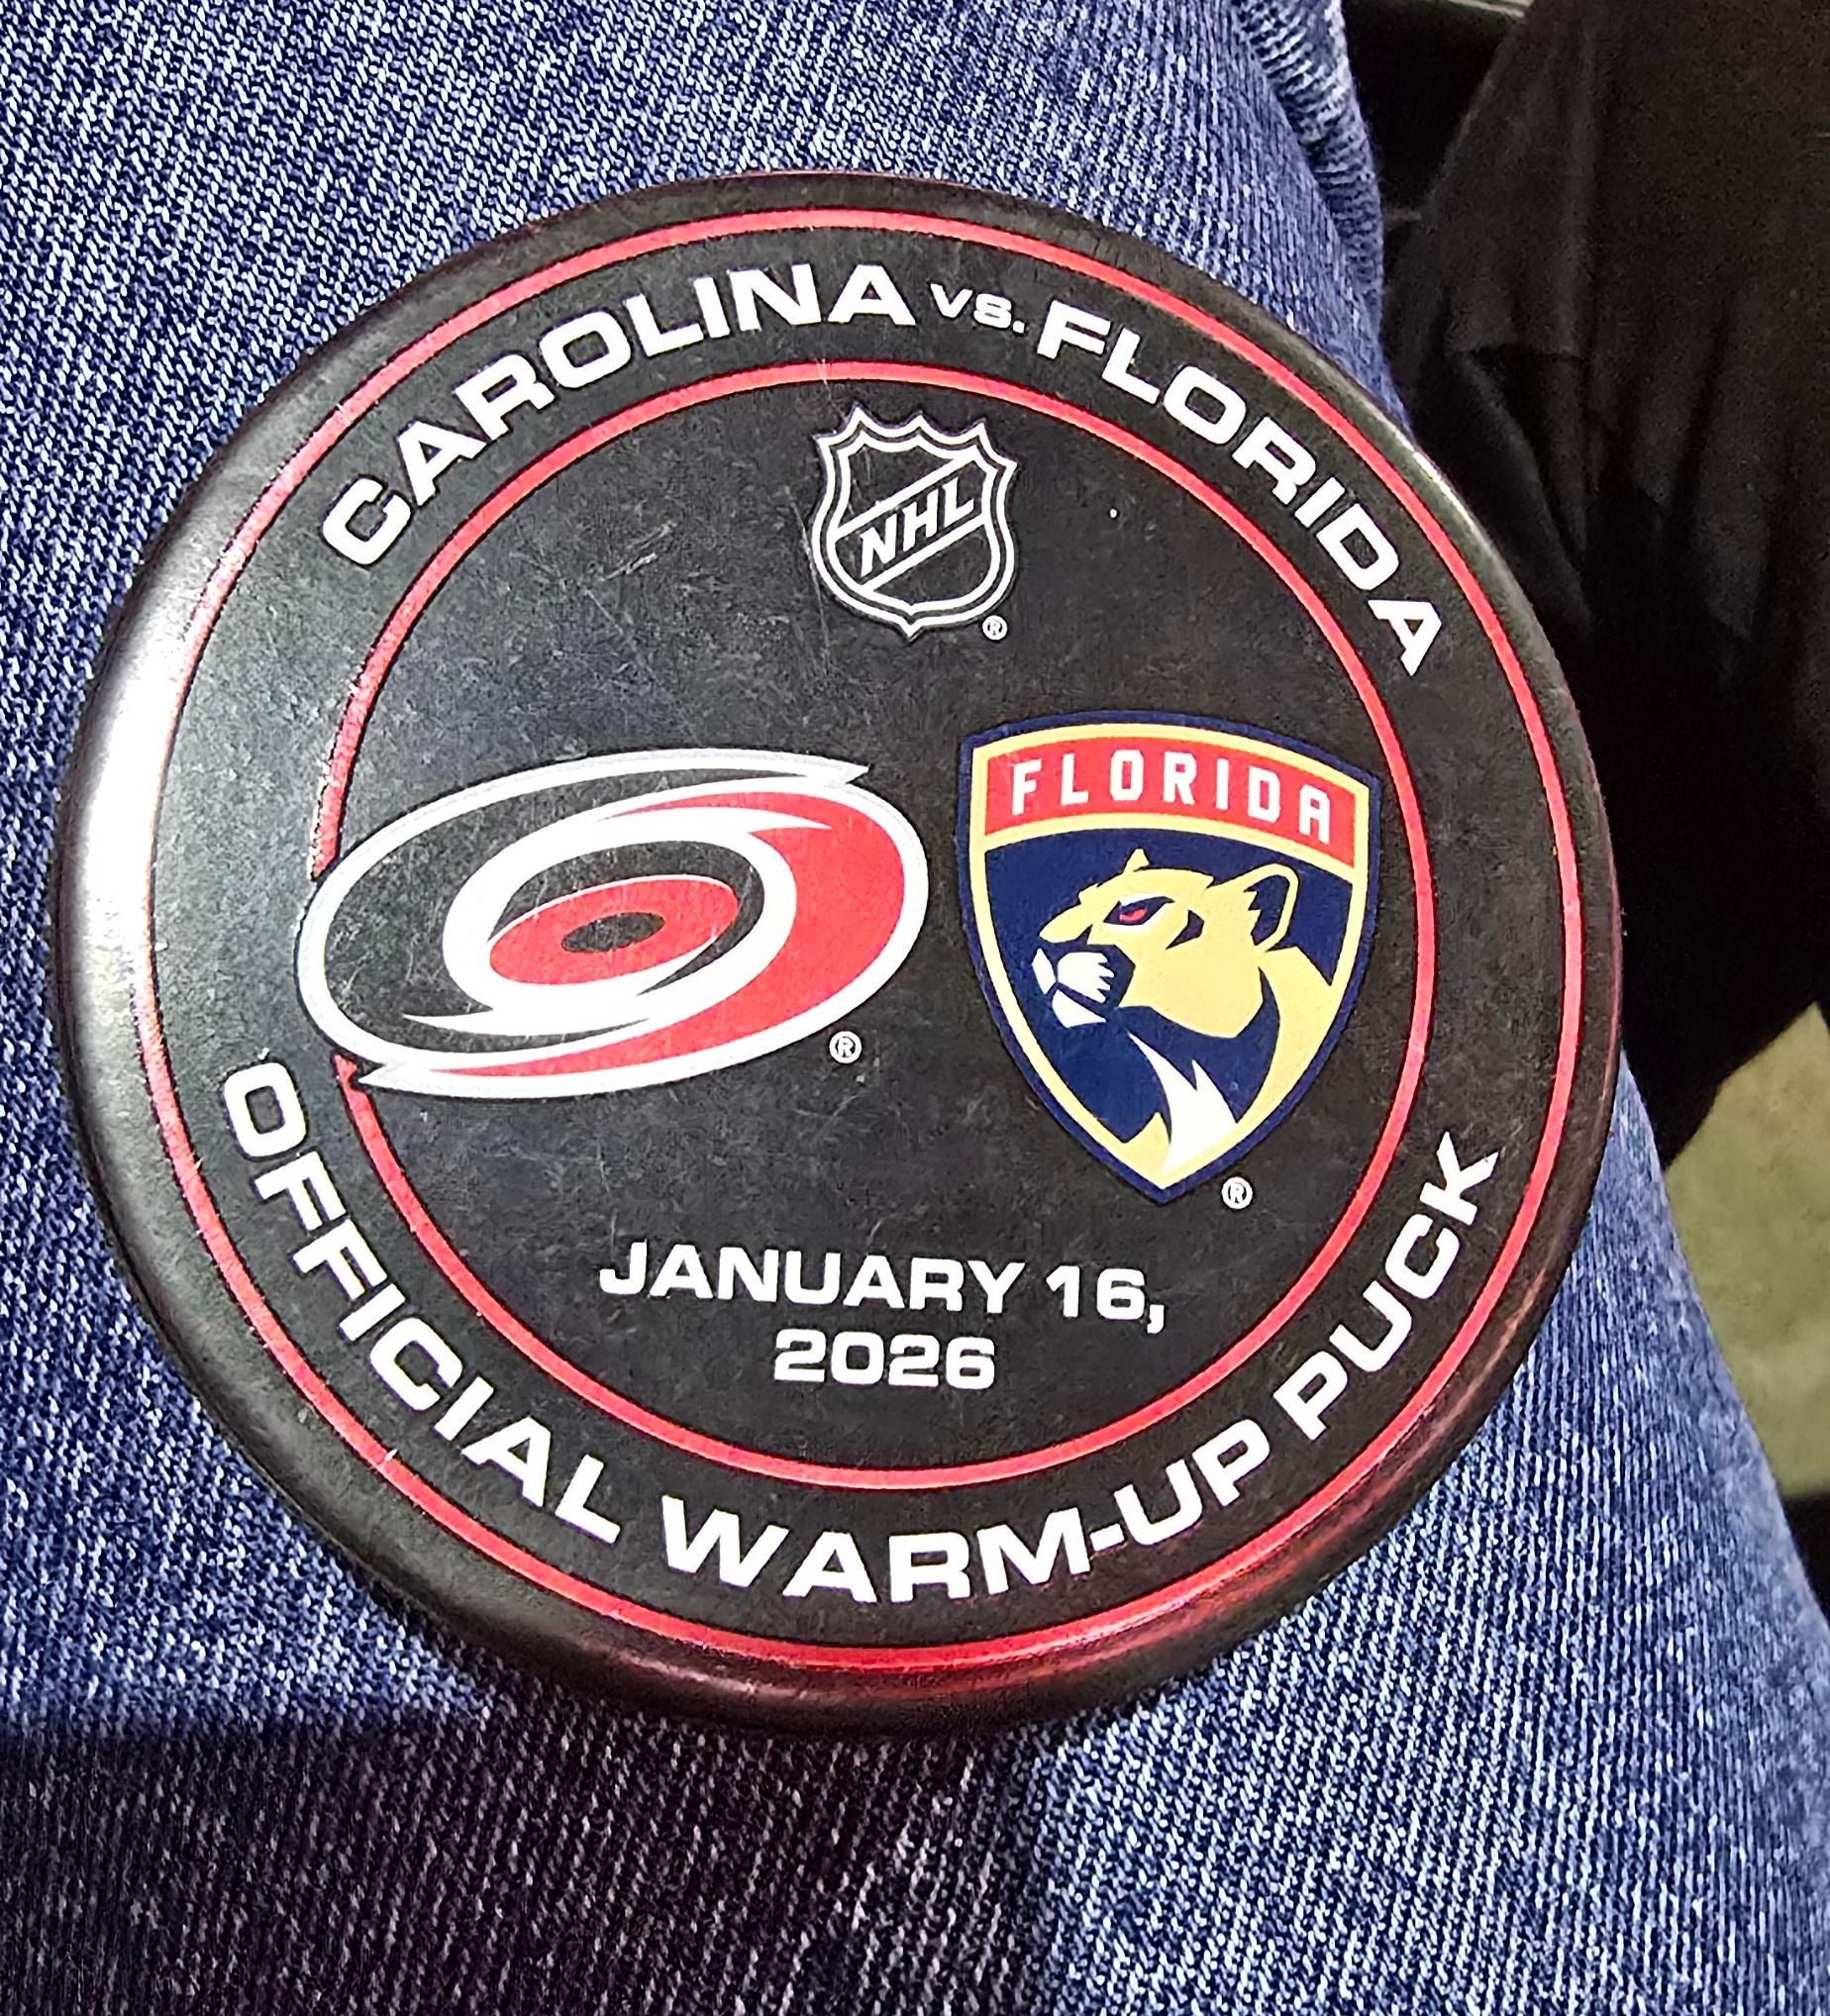 CAROLINA VS. FLORIDA
NHL
®
FLORIDA
®
®
JANUARY 16,
2026
OFFICIAL WARM-UP PUCK